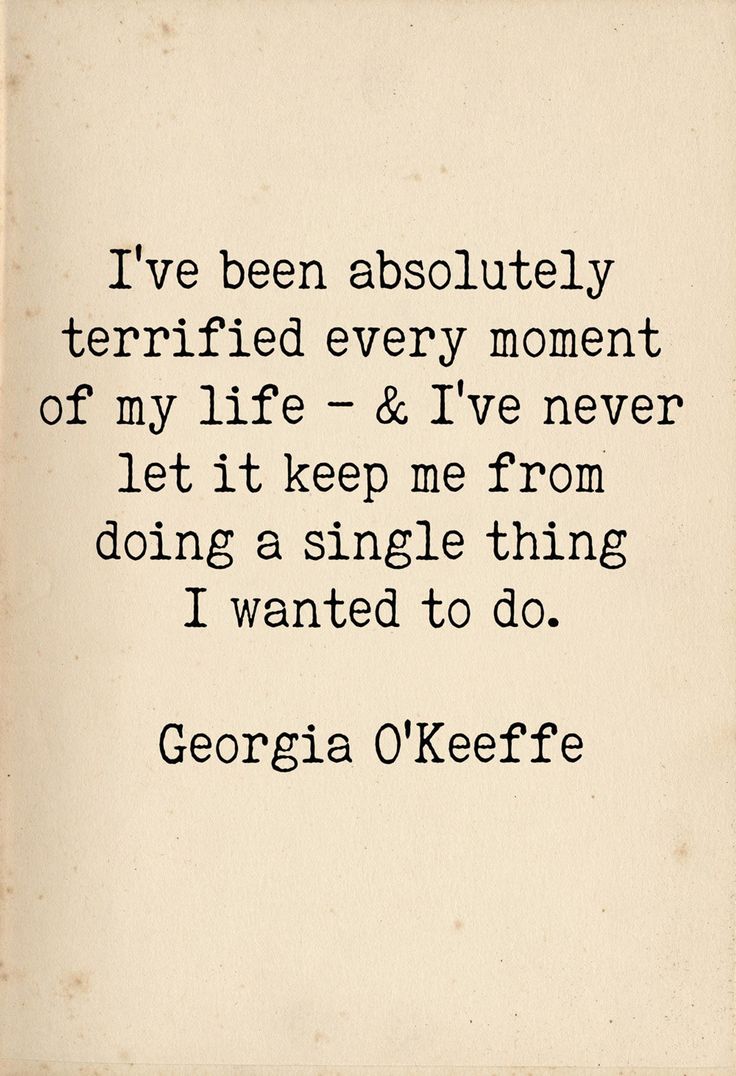 I've been absolutely
terrified every moment
of my life - & I've never
let it keep me from
doing a single thing
I wanted to do.
Georgia O'Keeffe